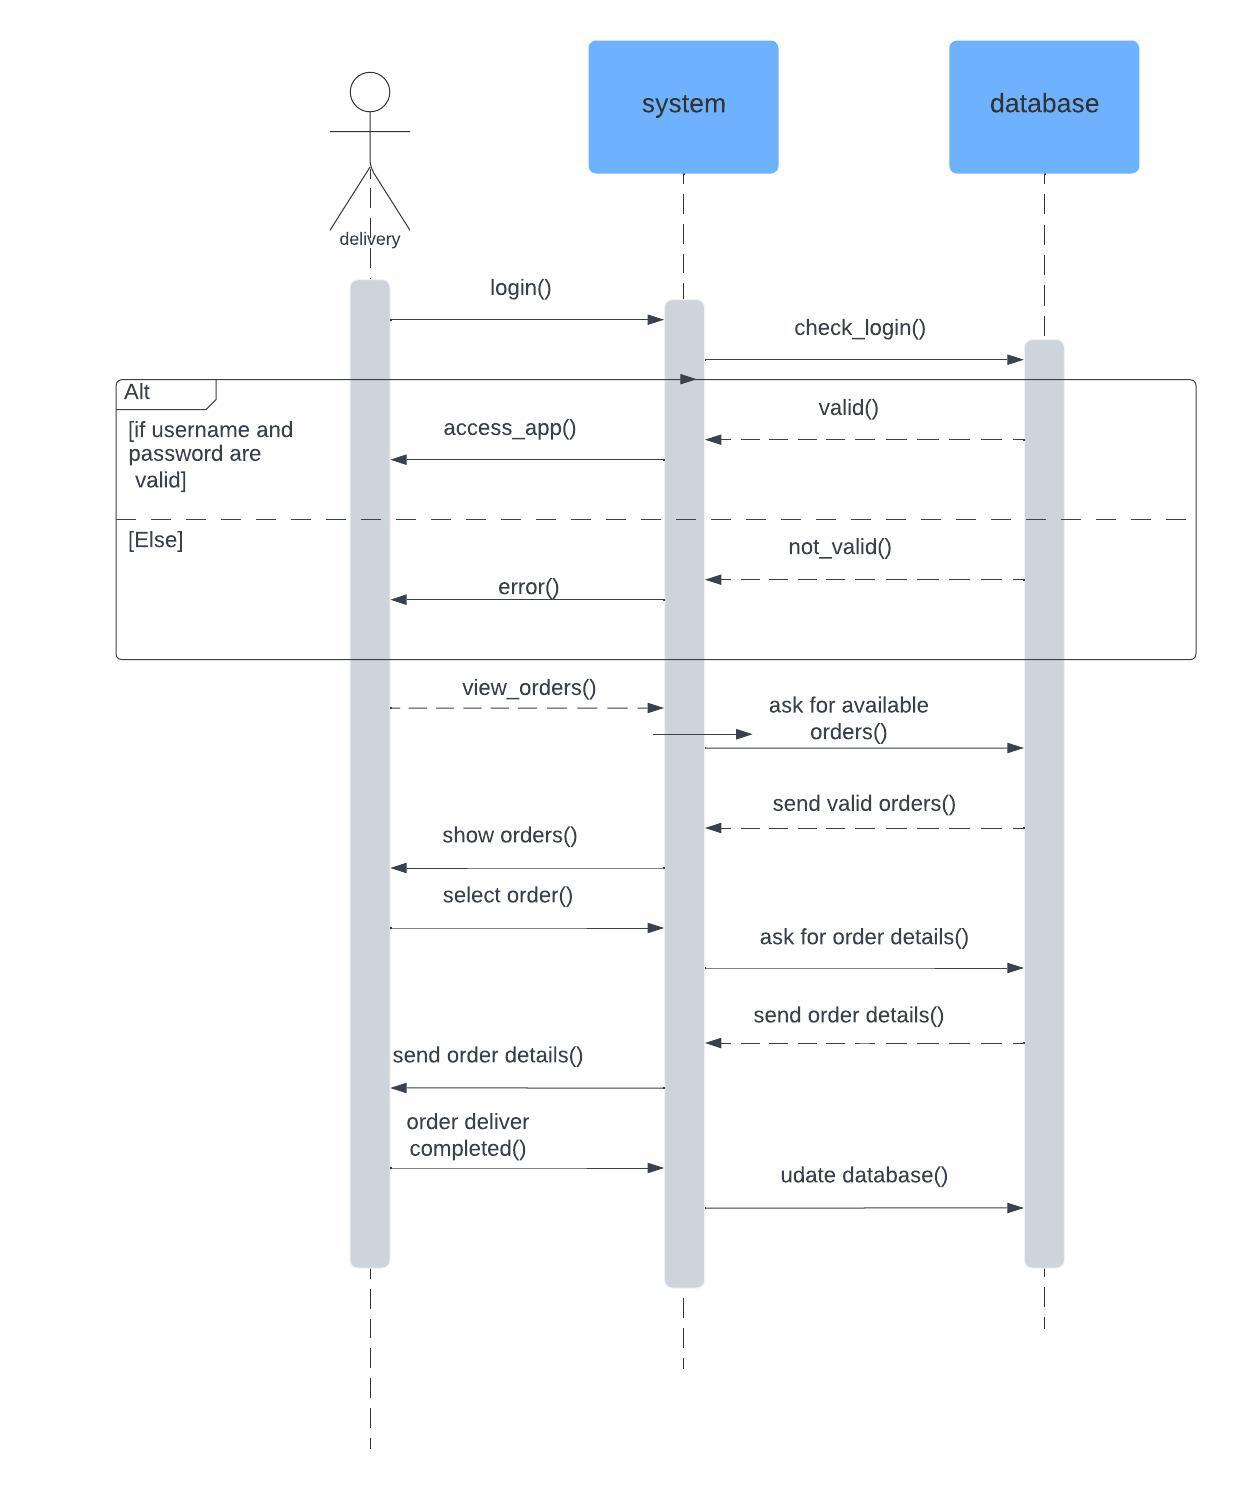 system
database
delivery
login()
check_login()
Alt
[if username and
password are
valid]
valid()
access_app()
[Else]
not_valid()
error()
view_orders()
ask for available
orders()
send valid orders()
show orders()
select order()
ask for order details()
send order details()
send order details()
order deliver
completed()
udate database()